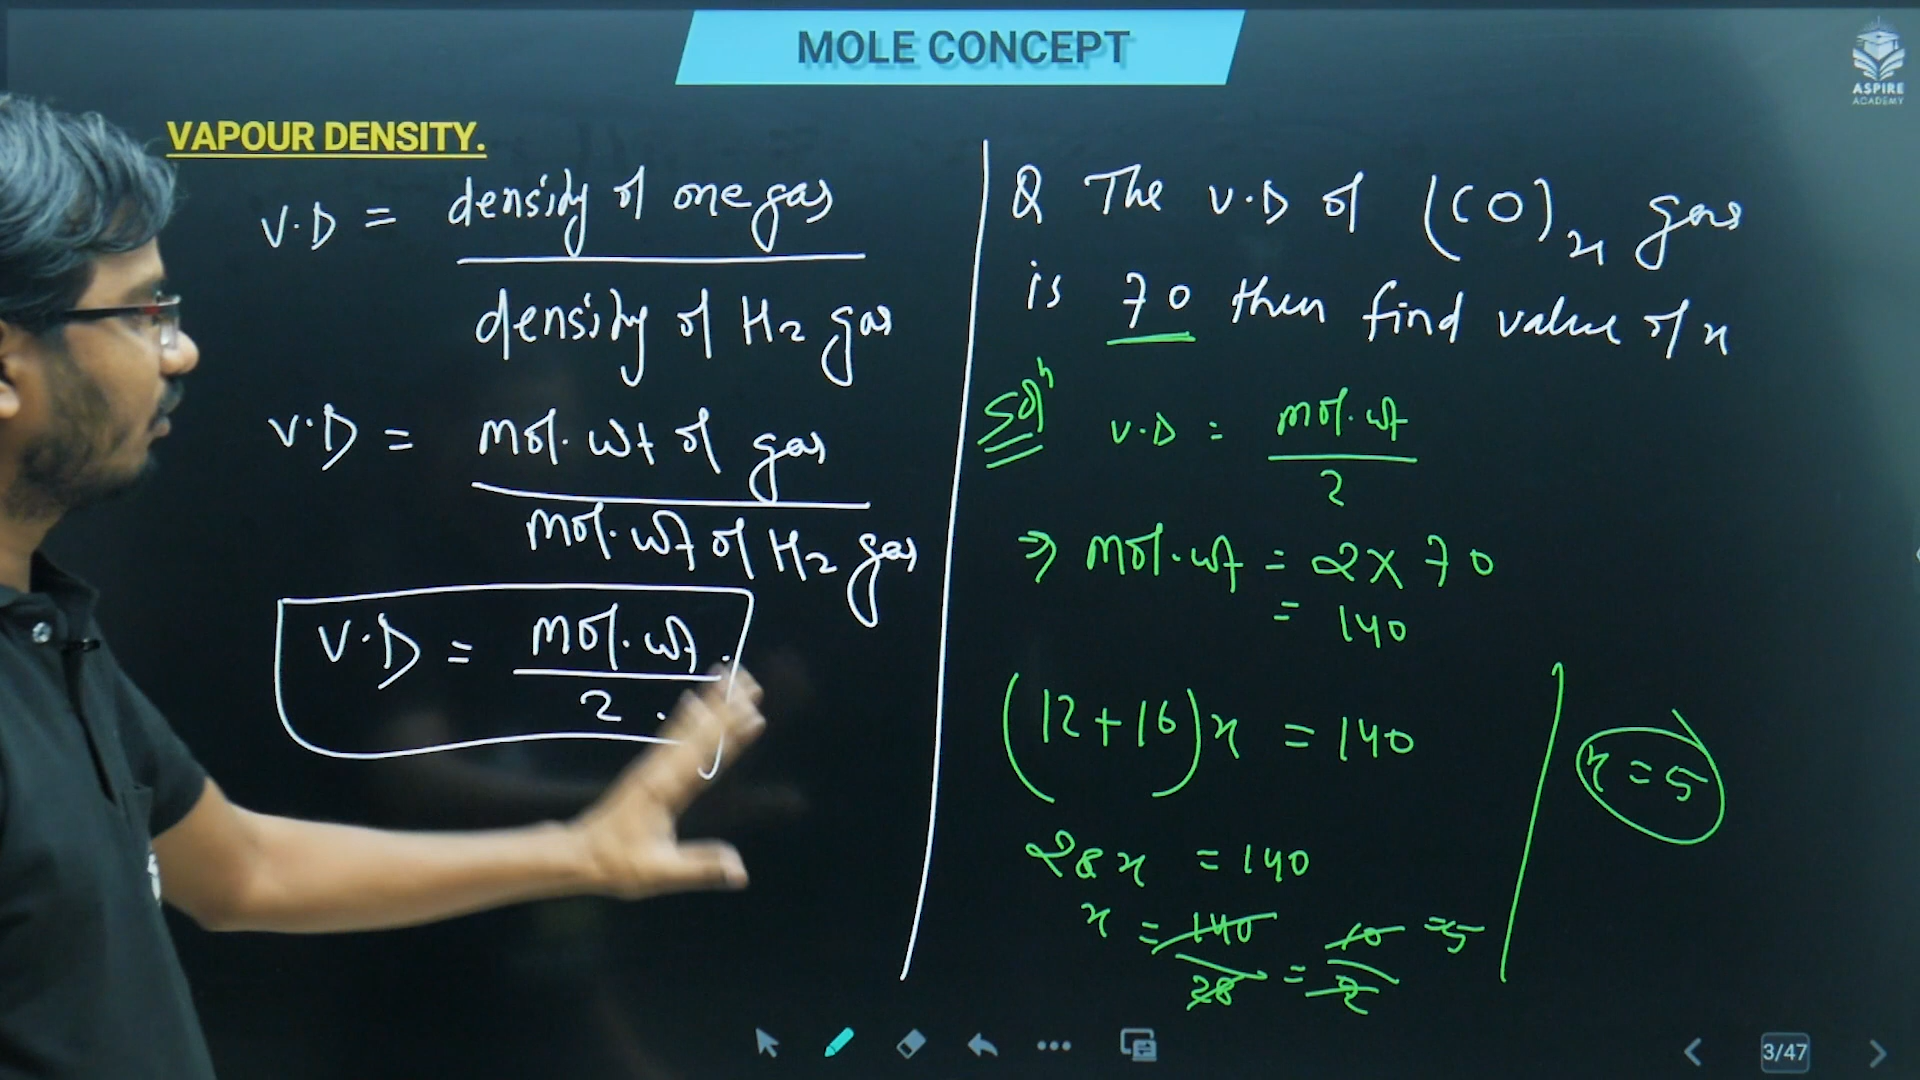 MOLE CONCEPT
ASPIRE
ACADEMY
VAPOUR DENSITY.
V.D = density of one gas
density of H2 gas
V.D = mol. wt of gas
mol. wt of H2 gas
V.D = mol. wt.
2
Q The V.D of (CO)x gas
is 70 then find value of x
Soln V.D = mol. wt
2
⇒ mol. wt = 2 x 70
= 140
(12+16)x = 140
28x = 140
x = 140 = 10 = 5
28 2
x = 5
3/47